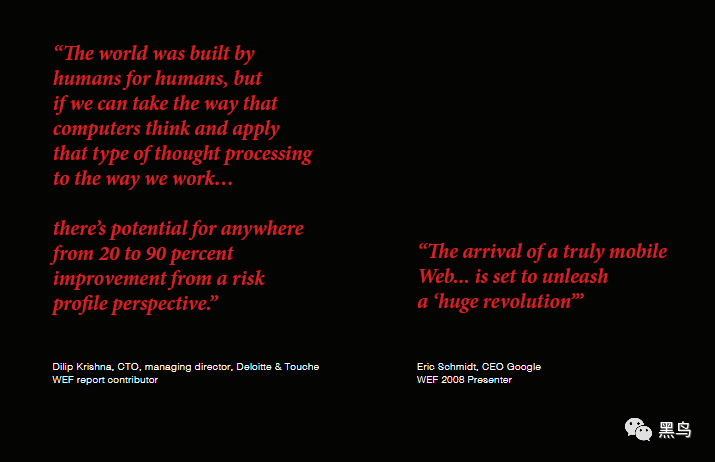 “The world was built by
humans for humans, but
if we can take the way that
computers think and apply
that type of thought processing
to the way we work…
there’s potential for anywhere
from 20 to 90 percent
improvement from a risk
profile perspective.”
Dilip Krishna, CTO, managing director, Deloitte & Touche
WEF report contributor
“The arrival of a truly mobile
Web... is set to unleash
a ‘huge revolution”’
Eric Schmidt, CEO Google
WEF 2008 Presenter
黑鸟